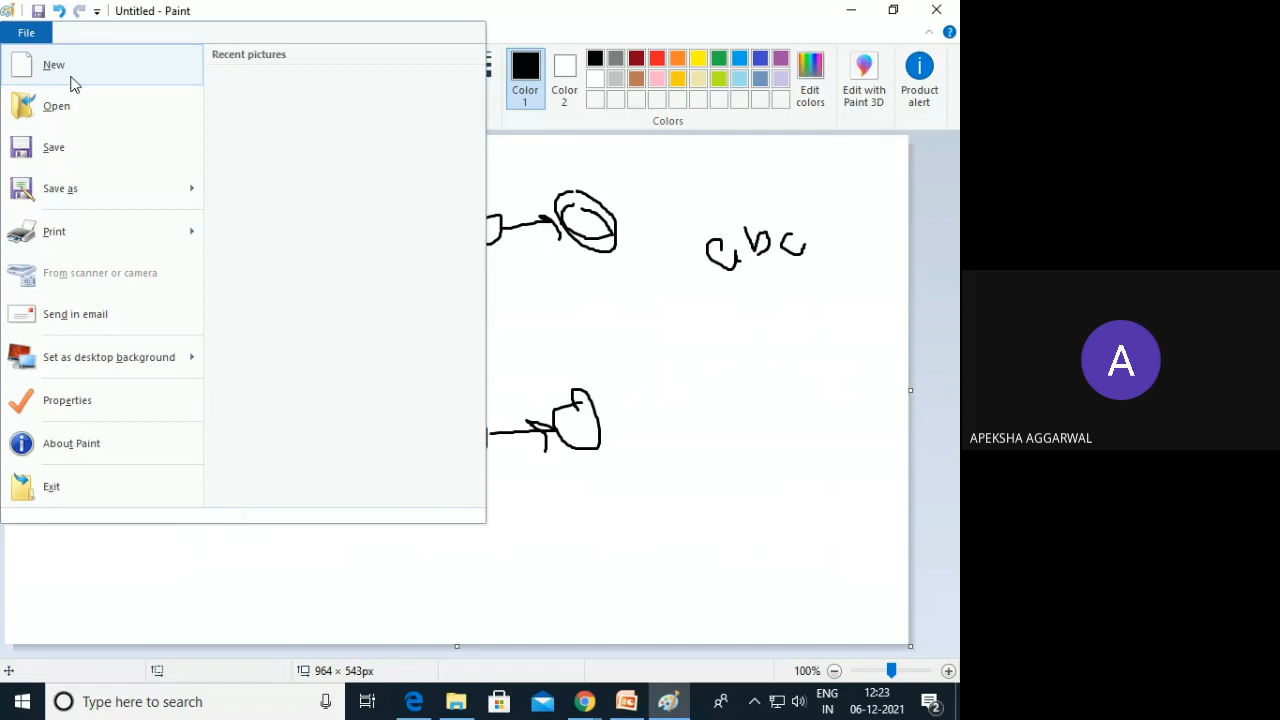 Untitled - Paint
File
Recent pictures
New
Open
Save
Save as
Print
From scanner or camera
Send in email
Set as desktop background
Properties
About Paint
Exit
Color 1
Color 2
Edit colors
Edit with Paint 3D
Product alert
Colors
abc
A
APEKSHA AGGARWAL
964 × 543px
100%
Type here to search
ENG
IN
12:23
06-12-2021
2